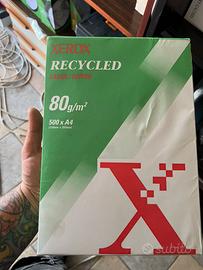 XEROX
RECYCLED
80g/m²
500 x A4
subito